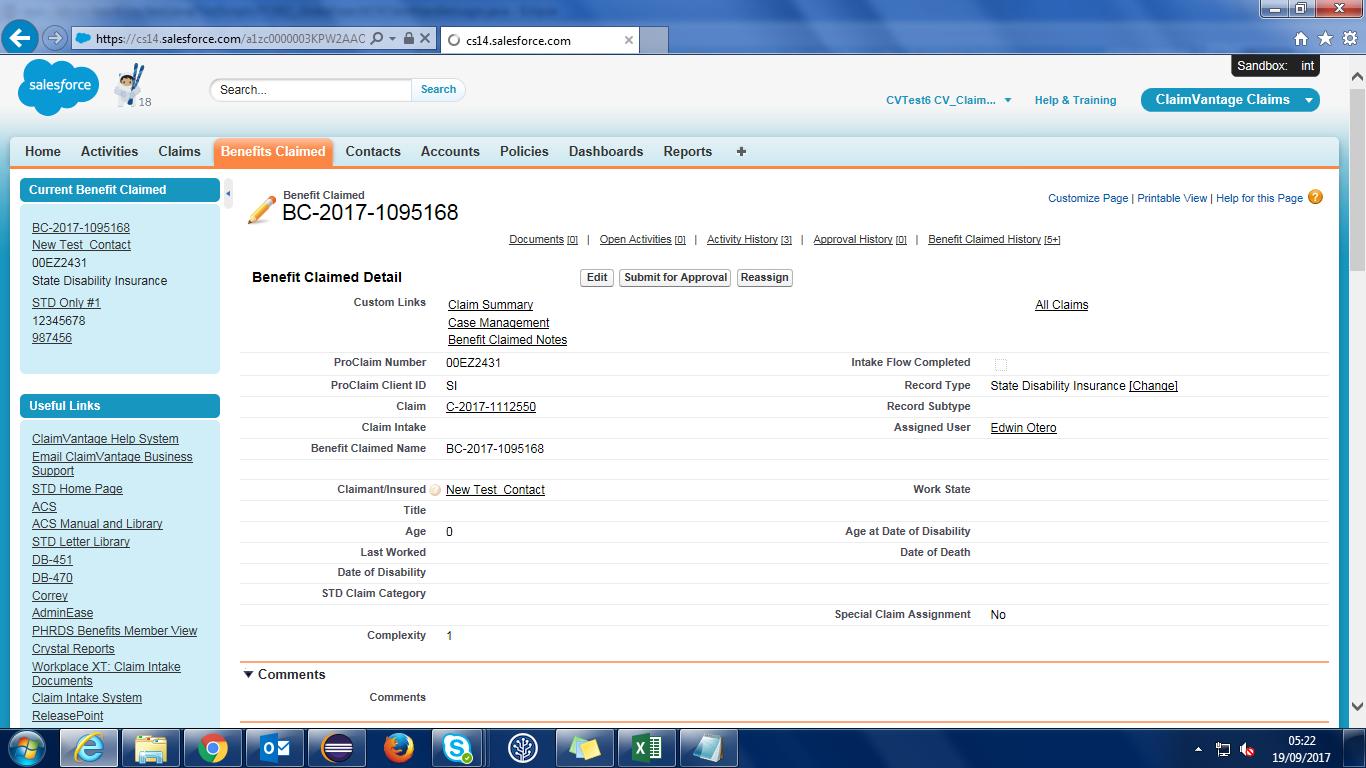 https://cs14.salesforce.com/a1zc0000003KPW2AAO
cs14.salesforce.com
Sandbox: int
salesforce
18
Search...
Search
CVTest6 CV_Claim...
Help & Training
ClaimVantage Claims
Home Activities Claims Benefits Claimed Contacts Accounts Policies Dashboards Reports
Current Benefit Claimed
BC-2017-1095168
New Test_Contact
00EZ2431
State Disability Insurance
STD Only #1
12345678
987456
Useful Links
ClaimVantage Help System
Email ClaimVantage Business
Support
STD Home Page
ACS
ACS Manual and Library
STD Letter Library
DB-451
DB-470
Correy
AdminEase
PHRDS Benefits Member View
Crystal Reports
Workplace XT: Claim Intake
Documents
Claim Intake System
ReleasePoint
Benefit Claimed
BC-2017-1095168
Customize Page | Printable View | Help for this Page
Documents [0] | Open Activities [0] | Activity History [3] | Approval History [0] | Benefit Claimed History [5+]
Benefit Claimed Detail
Edit Submit for Approval Reassign
Custom Links Claim Summary All Claims
Case Management
Benefit Claimed Notes
ProClaim Number 00EZ2431 Intake Flow Completed
ProClaim Client ID SI Record Type State Disability Insurance [Change]
Claim C-2017-1112550 Record Subtype
Claim Intake Assigned User Edwin Otero
Benefit Claimed Name BC-2017-1095168
Claimant/Insured New Test_Contact Work State
Title
Age 0 Age at Date of Disability
Last Worked Date of Death
Date of Disability
STD Claim Category
Special Claim Assignment No
Complexity 1
Comments
Comments
05:22
19/09/2017